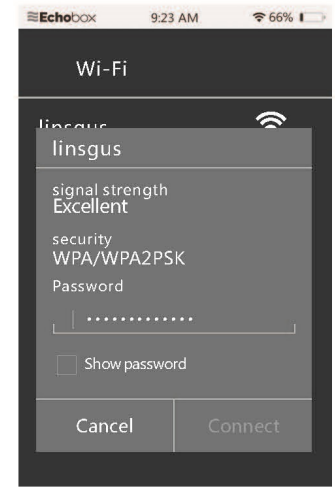 Echobox 9:23 AM 66%
Wi-Fi
linsgus
linsgus
signal strength
Excellent
security
WPA/WPA2PSK
Password
•••••••••••••
Show password
Cancel Connect